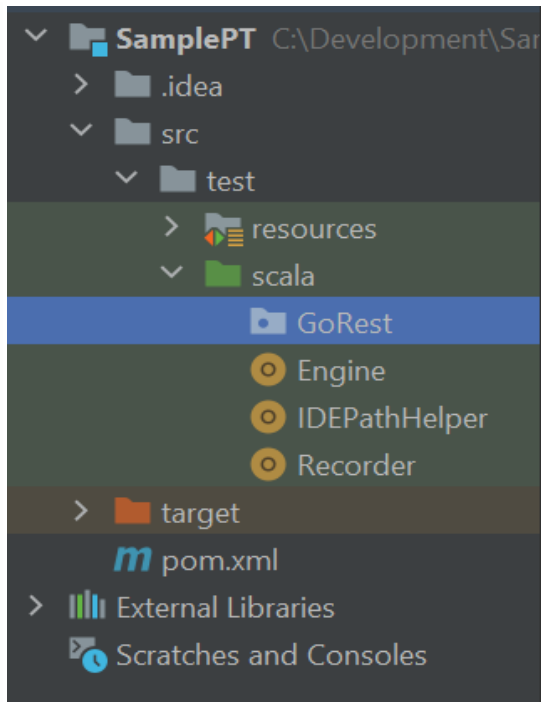 SamplePT C:\Development\Sar
.idea
src
test
resources
scala
GoRest
Engine
IDEPathHelper
Recorder
target
m pom.xml
External Libraries
Scratches and Consoles